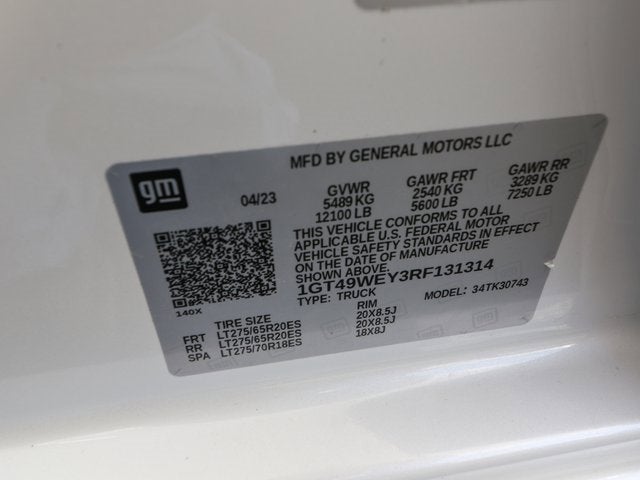 MFD BY GENERAL MOTORS LLC
gm
04/23
GVWR
5489 KG
12100 LB
GAWR FRT
2540 KG
5600 LB
GAWR RR
3289 KG
7250 LB
THIS VEHICLE CONFORMS TO ALL
APPLICABLE U.S. FEDERAL MOTOR
VEHICLE SAFETY STANDARDS IN EFFECT
ON THE DATE OF MANUFACTURE
SHOWN ABOVE.
1GT49WEY3RF131314
TYPE: TRUCK
MODEL: 34TK30743
140X
TIRE SIZE
RIM
FRT LT275/65R20ES 20X8.5J
RR LT275/65R20ES 20X8.5J
SPA LT275/70R18ES 18X8J